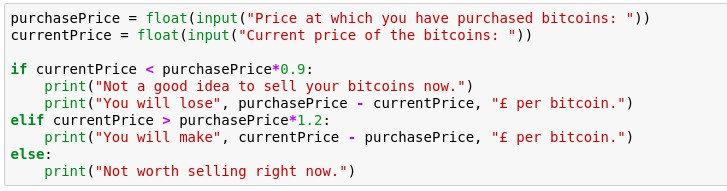 purchasePrice = float(input("Price at which you have purchased bitcoins: "))
currentPrice = float(input("Current price of the bitcoins: "))

if currentPrice < purchasePrice*0.9:
    print("Not a good idea to sell your bitcoins now.")
    print("You will lose", purchasePrice - currentPrice, "£ per bitcoin.")
elif currentPrice > purchasePrice*1.2:
    print("You will make", currentPrice - purchasePrice, "£ per bitcoin.")
else:
    print("Not worth selling right now.")